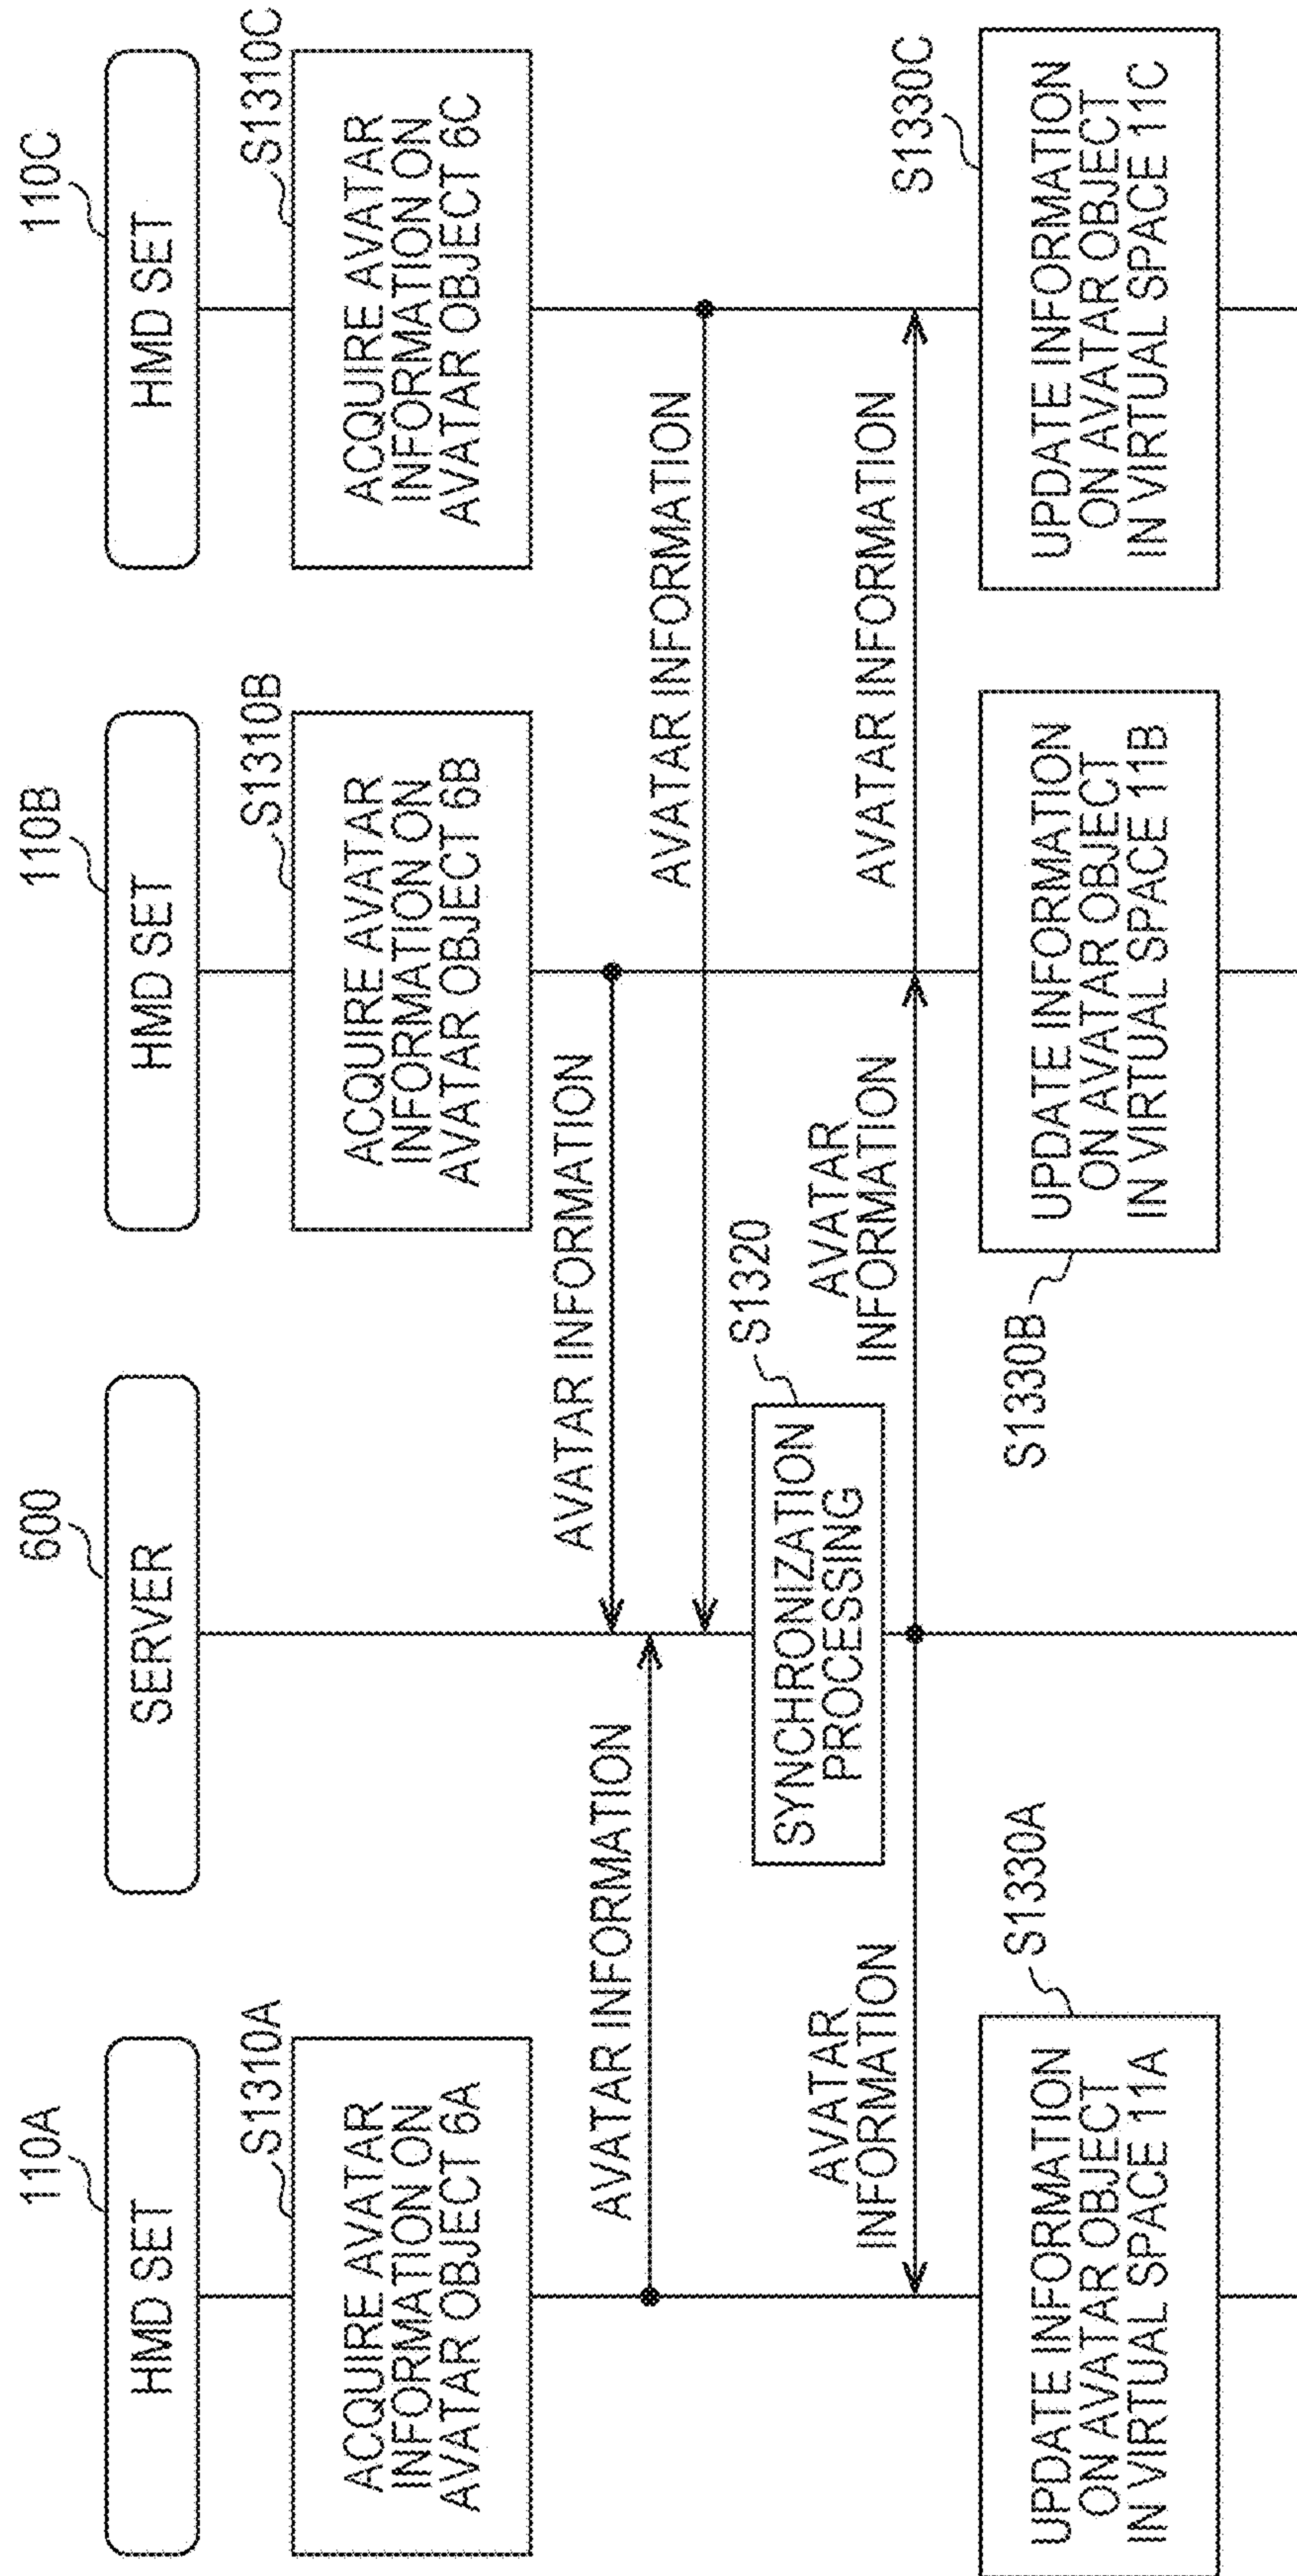 110A
600
110B
110C
HMD SET
SERVER
HMD SET
HMD SET
S1310A
S1310B
S1310C
ACQUIRE AVATAR
INFORMATION ON
AVATAR OBJECT 6A
ACQUIRE AVATAR
INFORMATION ON
AVATAR OBJECT 6B
ACQUIRE AVATAR
INFORMATION ON
AVATAR OBJECT 6C
AVATAR INFORMATION
AVATAR INFORMATION
AVATAR INFORMATION
S1320
SYNCHRONIZATION
PROCESSING
AVATAR
INFORMATION
AVATAR
INFORMATION
AVATAR INFORMATION
S1330A
S1330B
S1330C
UPDATE INFORMATION
ON AVATAR OBJECT
IN VIRTUAL SPACE 11A
UPDATE INFORMATION
ON AVATAR OBJECT
IN VIRTUAL SPACE 11B
UPDATE INFORMATION
ON AVATAR OBJECT
IN VIRTUAL SPACE 11C